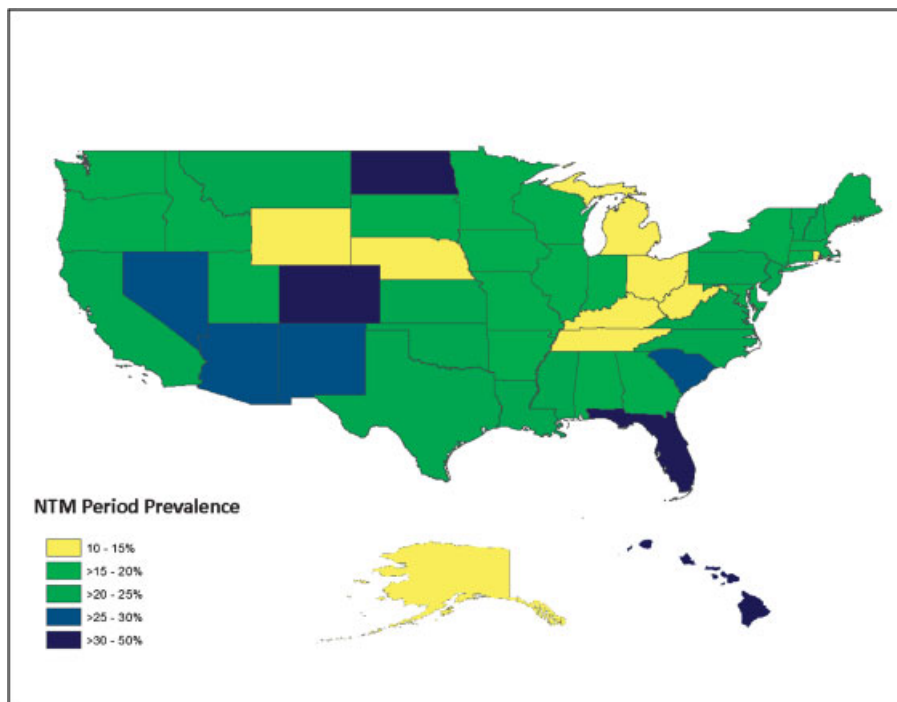 NTM Period Prevalence
10 - 15%
>15 - 20%
>20 - 25%
>25 - 30%
>30 - 50%